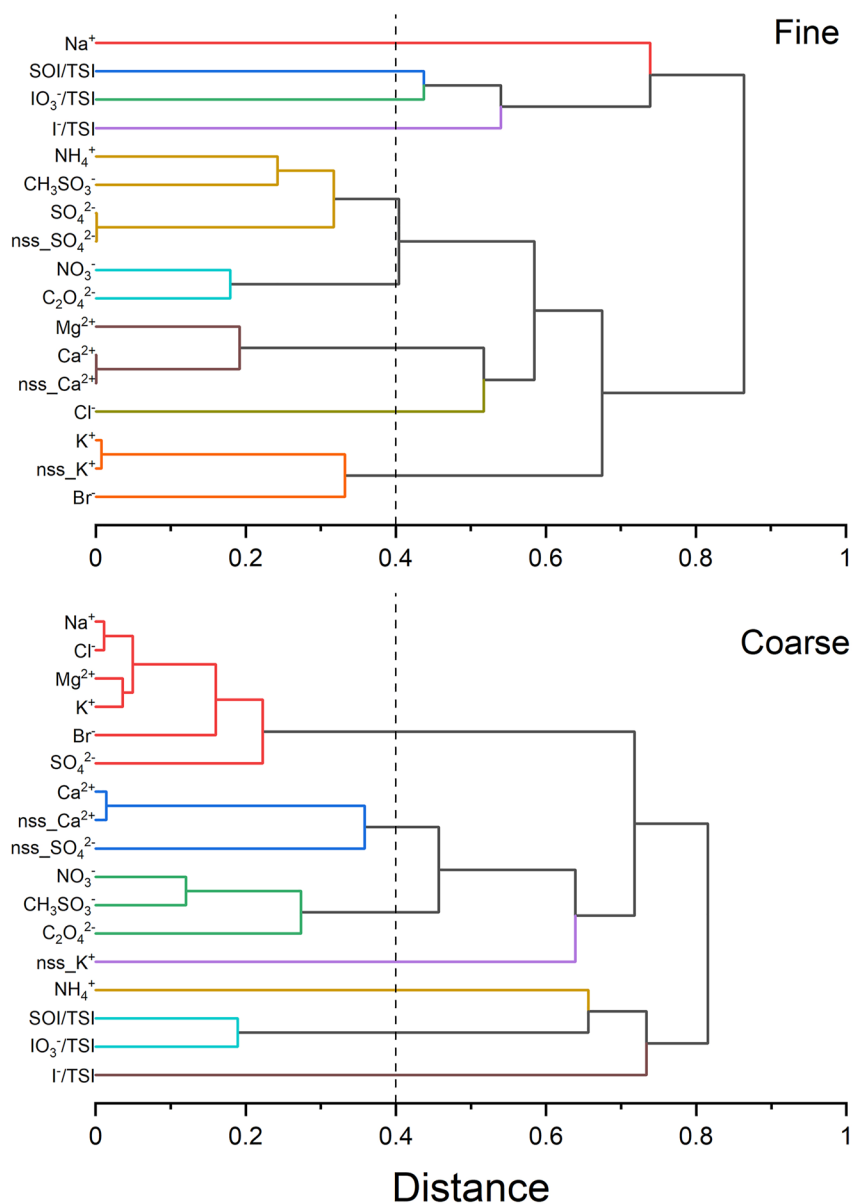 Fine
Na⁺
SOI/TSI
IO₃⁻/TSI
I⁻/TSI
NH₄⁺
CH₃SO₃⁻
SO₄²⁻
nss_SO₄²⁻
NO₃⁻
C₂O₄²⁻
Mg²⁺
Ca²⁺
nss_Ca²⁺
Cl⁻
K⁺
nss_K⁺
Br⁻
0 0.2 0.4 0.6 0.8 1
Coarse
Na⁺
Cl⁻
Mg²⁺
K⁺
Br⁻
SO₄²⁻
Ca²⁺
nss_Ca²⁺
nss_SO₄²⁻
NO₃⁻
CH₃SO₃⁻
C₂O₄²⁻
nss_K⁺
NH₄⁺
SOI/TSI
IO₃⁻/TSI
I⁻/TSI
0 0.2 0.4 0.6 0.8 1
Distance